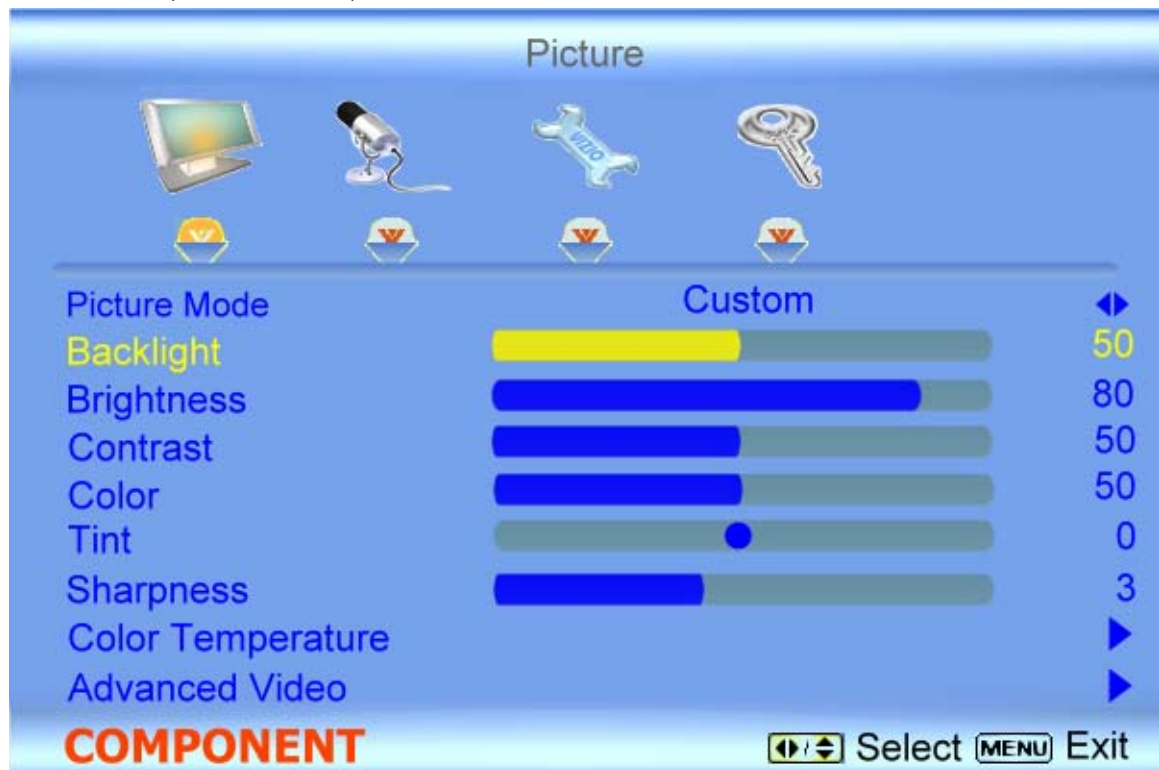 Picture
VIZIO
Picture Mode Custom
Backlight 50
Brightness 80
Contrast 50
Color 50
Tint 0
Sharpness 3
Color Temperature
Advanced Video
COMPONENT Select MENU Exit